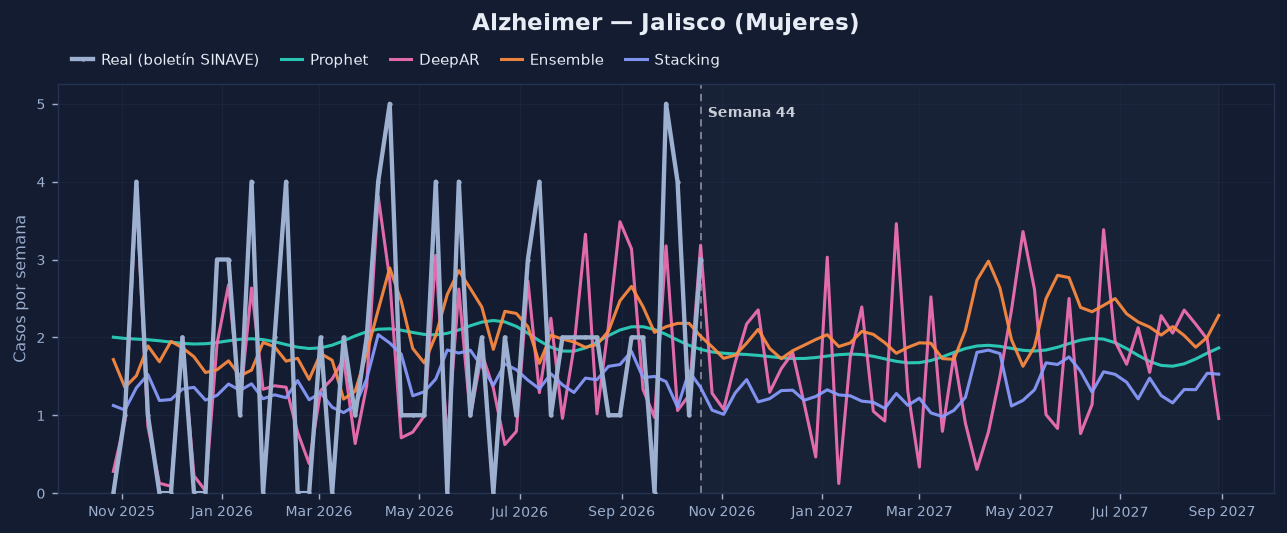 Alzheimer — Jalisco (Mujeres)
Real (boletín SINAVE) Prophet DeepAR Ensemble Stacking
Semana 44
Casos por semana
5
4
3
2
1
0
Nov 2025 Jan 2026 Mar 2026 May 2026 Jul 2026 Sep 2026 Nov 2026 Jan 2027 Mar 2027 May 2027 Jul 2027 Sep 2027